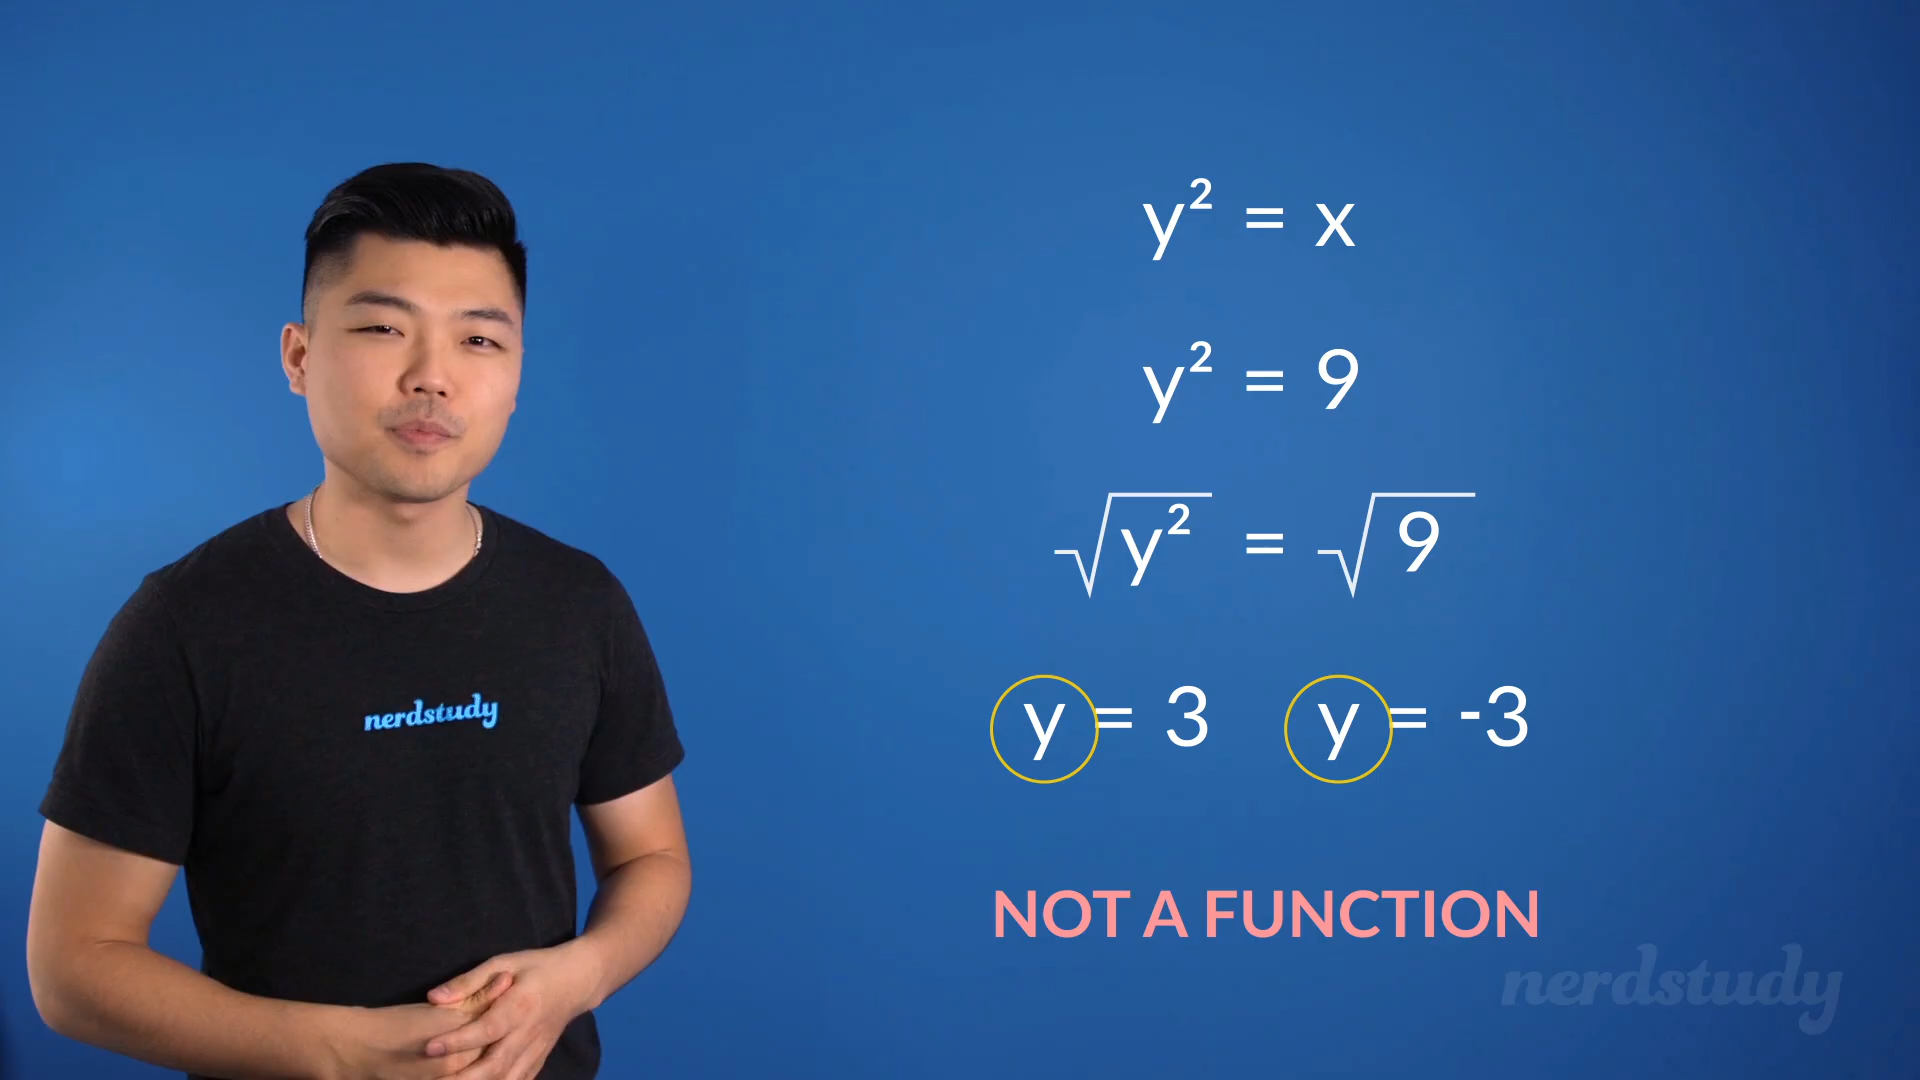 y² = x
y² = 9
√y² = √9
y = 3 y = -3
nerdstudy
NOT A FUNCTION
nerdstudy